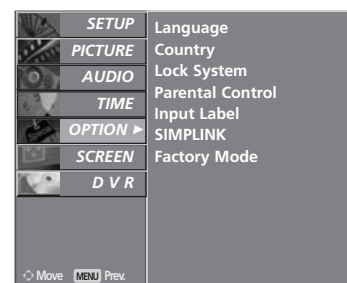 SETUP
PICTURE
AUDIO
TIME
OPTION ▶
SCREEN
D V R
Move MENU Prev.
Language
Country
Lock System
Parental Control
Input Label
SIMPLINK
Factory Mode